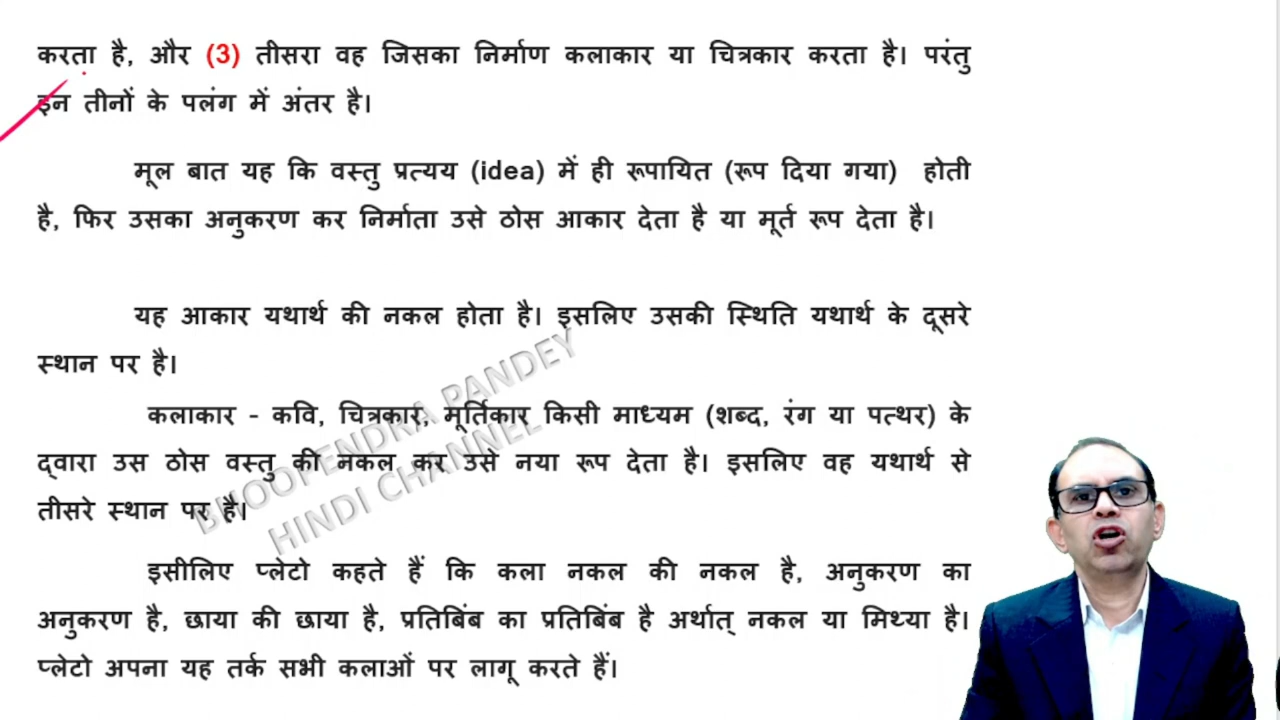 करता है, और (3) तीसरा वह जिसका निर्माण कलाकार या चित्रकार करता है। परंतु
इन तीनों के पलंग में अंतर है।
मूल बात यह कि वस्तु प्रत्यय (idea) में ही रूपायित (रूप दिया गया) होती
है, फिर उसका अनुकरण कर निर्माता उसे ठोस आकार देता है या मूर्त रूप देता है।
यह आकार यथार्थ की नकल होता है। इसलिए उसकी स्थिति यथार्थ के दूसरे
स्थान पर है।
कलाकार - कवि, चित्रकार, मूर्तिकार किसी माध्यम (शब्द, रंग या पत्थर) के
द्वारा उस ठोस वस्तु की नकल कर उसे नया रूप देता है। इसलिए वह यथार्थ से
तीसरे स्थान पर है।
इसीलिए प्लेटो कहते हैं कि कला नकल की नकल है, अनुकरण का
अनुकरण है, छाया की छाया है, प्रतिबिंब का प्रतिबिंब है अर्थात् नकल या मिथ्या है।
प्लेटो अपना यह तर्क सभी कलाओं पर लागू करते हैं।
BHOOPENDRA PANDEY
HINDI CHANNEL